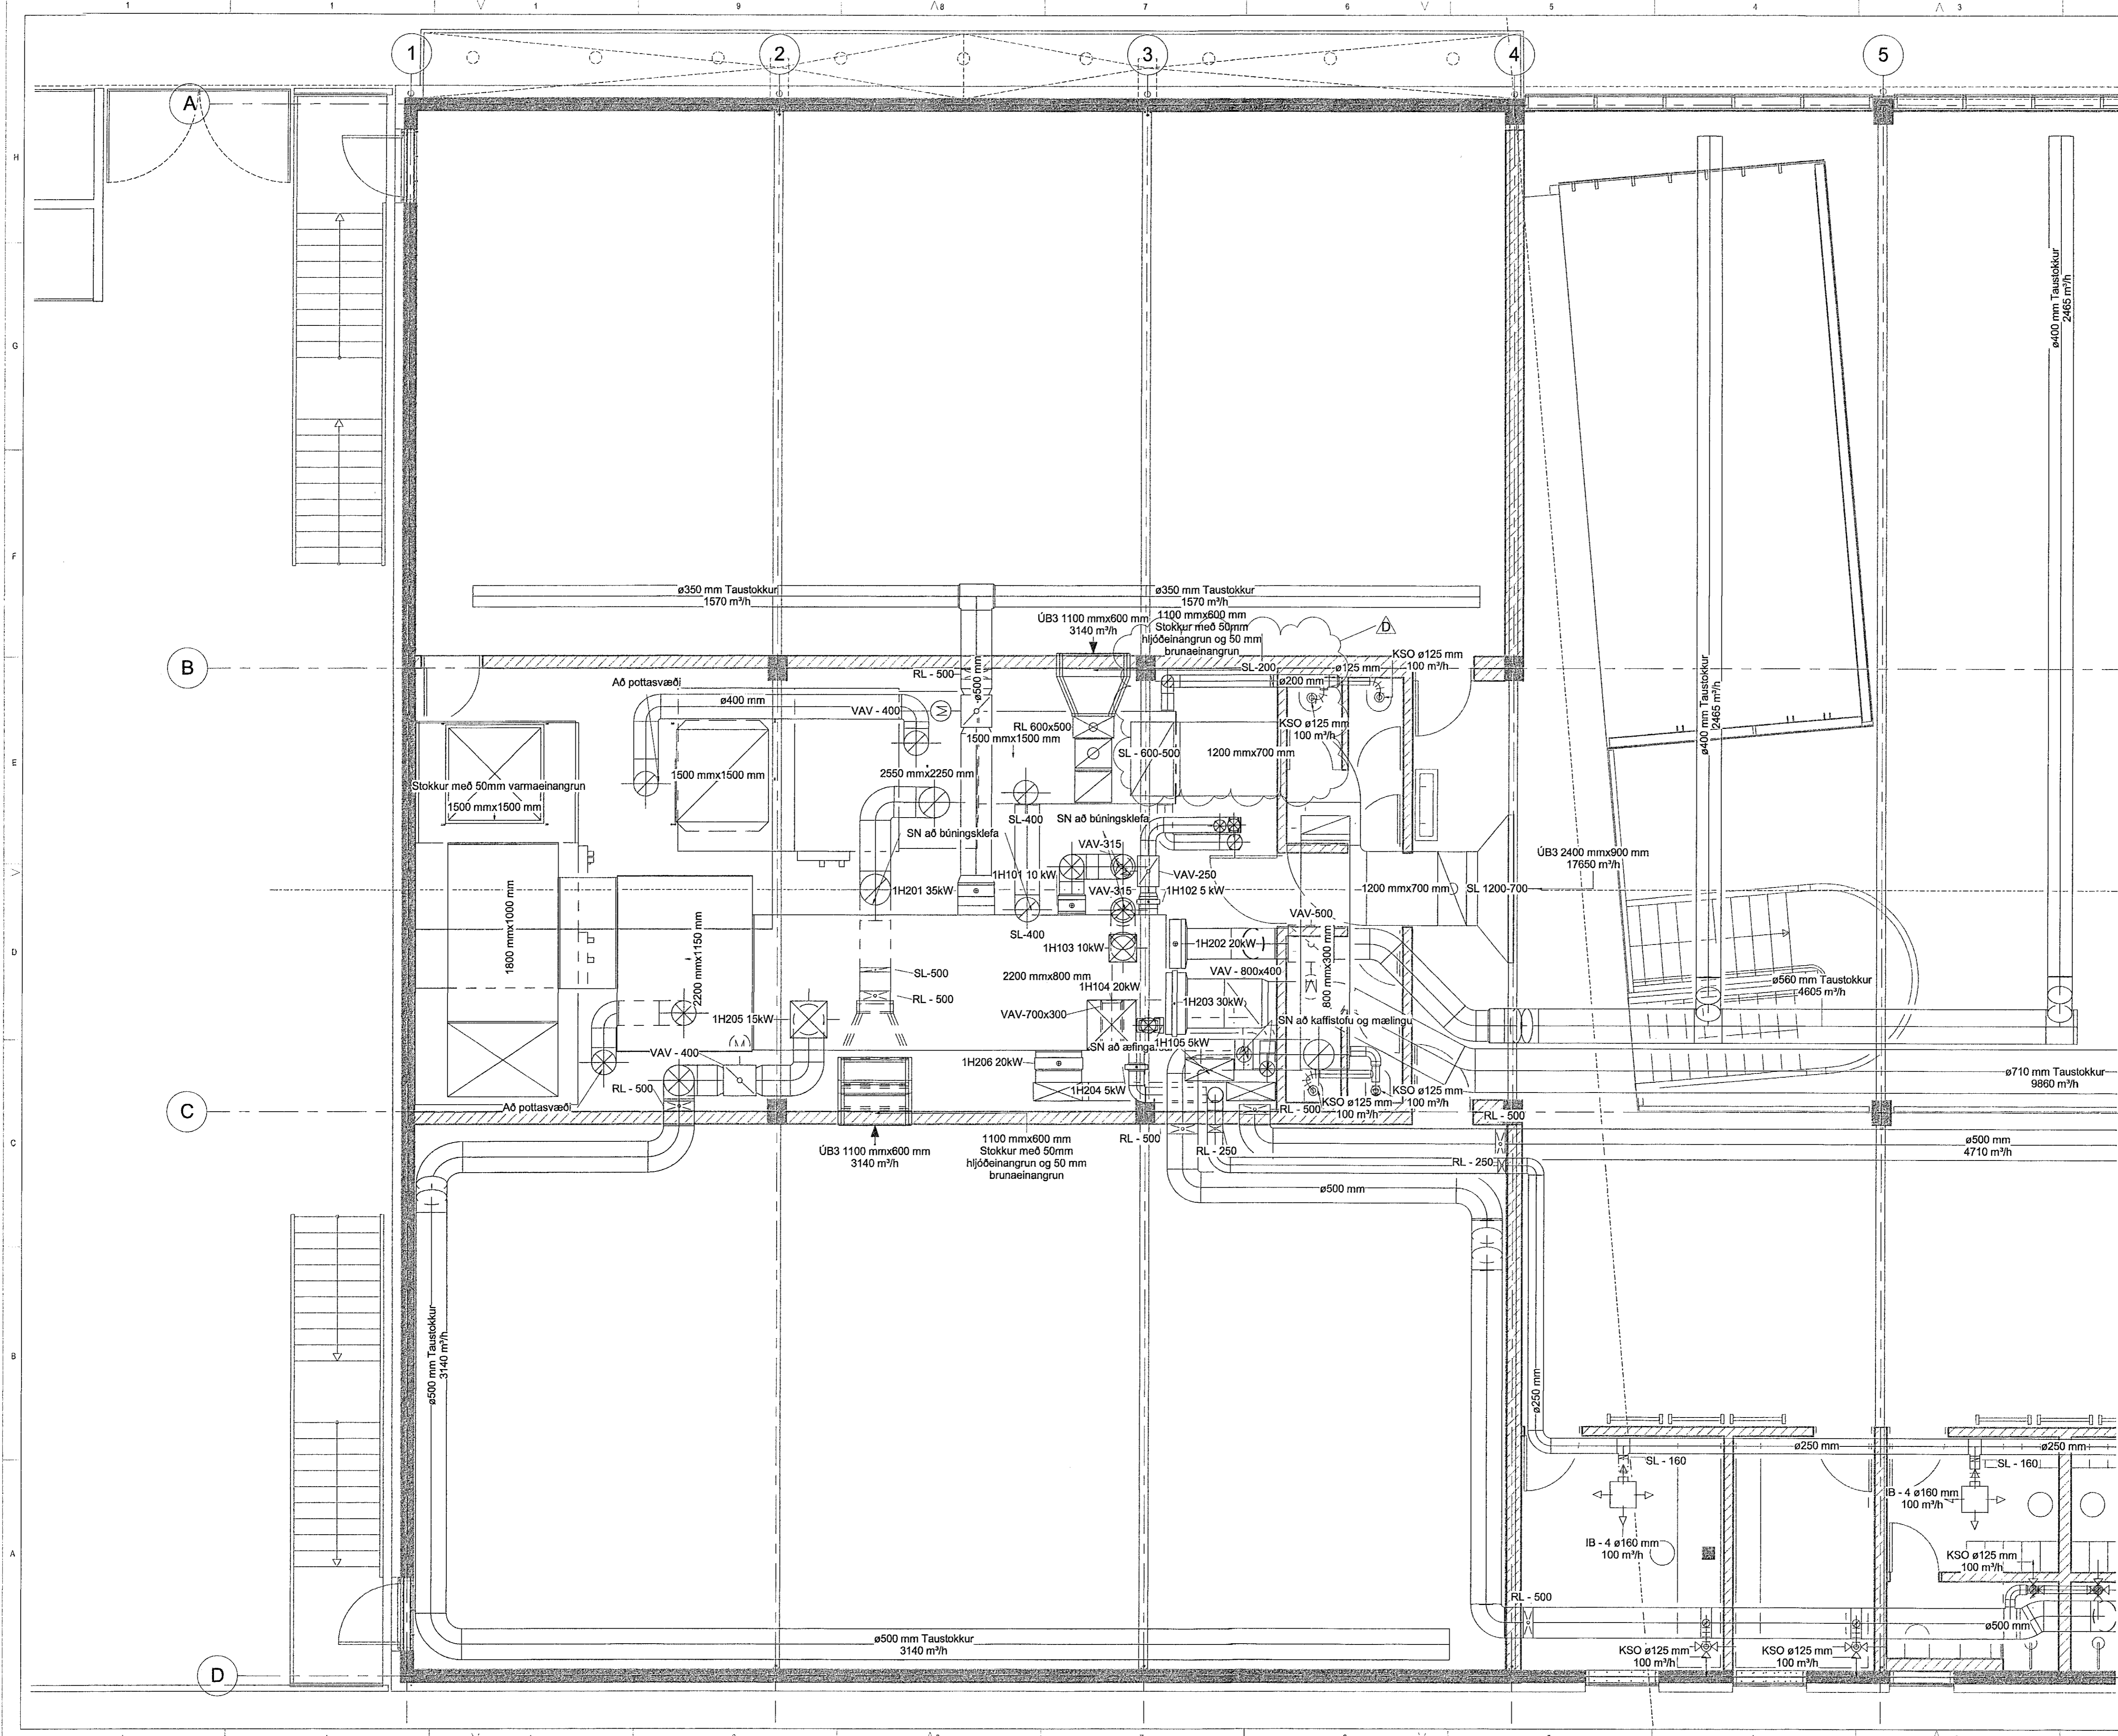 1
1
1
9
8
7
6
5
4
3
1
2
3
4
5
A
H
G
F
E
D
C
B
A
ø400 mm Taustokkur
2465 m³/h
ø400 mm Taustokkur
2465 m³/h
ø350 mm Taustokkur
1570 m³/h
ø350 mm Taustokkur
1570 m³/h
ÚB3 1100 mmx600 mm
3140 m³/h
1100 mmx600 mm
Stokkur með 50mm
hljóðeinangrun og 50 mm
brunaeinangrun
D
B
RL - 500
ø500 mm
SL-200
ø125 mm
KSO ø125 mm
100 m³/h
ø200 mm
Að pottasvæði
ø400 mm
VAV - 400
M
RL 600x500
1500 mmx1500 mm
KSO ø125 mm
100 m³/h
SL - 600-500
1200 mmx700 mm
1500 mmx1500 mm
2550 mmx2250 mm
Stokkur með 50mm varmaeinangrun
1500 mmx1500 mm
SL-400
SN að búningsklefa
SN að búningsklefa
VAV-315
ÚB3 2400 mmx900 mm
17650 m³/h
1H101 10 kW
VAV-250
1H201 35kW
VAV-315
1H102 5 kW
1200 mmx700 mm
SL 1200-700
1800 mmx1000 mm
2200 mmx1150 mm
SL-400
VAV-500
1H103 10kW
1H202 20kW
800 mmx300 mm
M
SL-500
2200 mmx800 mm
VAV - 800x400
1H104 20kW
RL - 500
1H203 30kW
ø560 mm Taustokkur
4605 m³/h
VAV-700x300
1H205 15kW
SN að kaffistofu og mælingu
M
VAV - 400
SN að æfingasal
1H105 5kW
1H206 20kW
RL - 500
1H204 5kW
ø710 mm Taustokkur
9860 m³/h
Að pottasvæði
KSO ø125 mm
100 m³/h
KSO ø125 mm
100 m³/h
C
RL - 500
RL - 500
ÚB3 1100 mmx600 mm
3140 m³/h
1100 mmx600 mm
Stokkur með 50mm
hljóðeinangrun og 50 mm
brunaeinangrun
RL - 500
RL - 250
RL - 250
ø500 mm
4710 m³/h
ø500 mm
ø500 mm Taustokkur
3140 m³/h
ø250 mm
ø250 mm
ø250 mm
SL - 160
SL - 160
IB - 4 ø160 mm
100 m³/h
IB - 4 ø160 mm
100 m³/h
KSO ø125 mm
100 m³/h
RL - 500
ø500 mm
ø500 mm Taustokkur
3140 m³/h
KSO ø125 mm
100 m³/h
KSO ø125 mm
100 m³/h
D